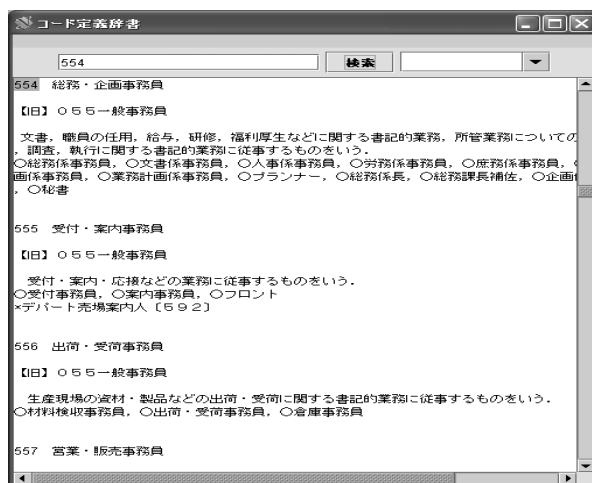 コード定義辞書
554
検索
554 総務・企画事務員
【旧】０５５一般事務員
文書，職員の任用，給与，研修，福利厚生などに関する書記的業務，所管業務についての
，調査，執行に関する書記的業務に従事するものをいう．
○総務係事務員，○文書係事務員，○人事係事務員，○労務係事務員，○庶務係事務員，
画係事務員，○業務計画係事務員，○プランナー，○総務係長，○総務課長補佐，○企画
，○秘書
555 受付・案内事務員
【旧】０５５一般事務員
受付・案内・応接などの業務に従事するものをいう．
○受付事務員，○案内事務員，○フロント
×デパート売場案内人〔５９２〕
556 出荷・受荷事務員
【旧】０５５一般事務員
生産現場の資材・製品などの出荷・受荷に関する書記的業務に従事するものをいう．
○材料検収事務員，○出荷・受荷事務員，○倉庫事務員
557 営業・販売事務員